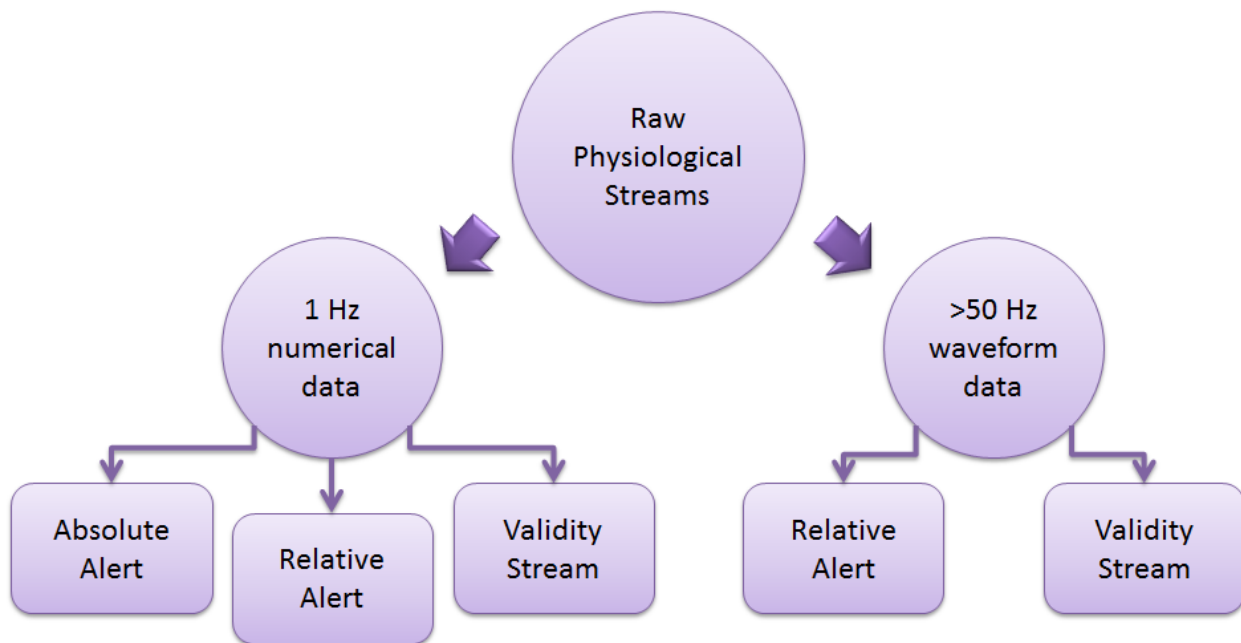 Raw
Physiological
Streams
1 Hz
numerical
data
>50 Hz
waveform
data
Absolute
Alert
Relative
Alert
Validity
Stream
Relative
Alert
Validity
Stream